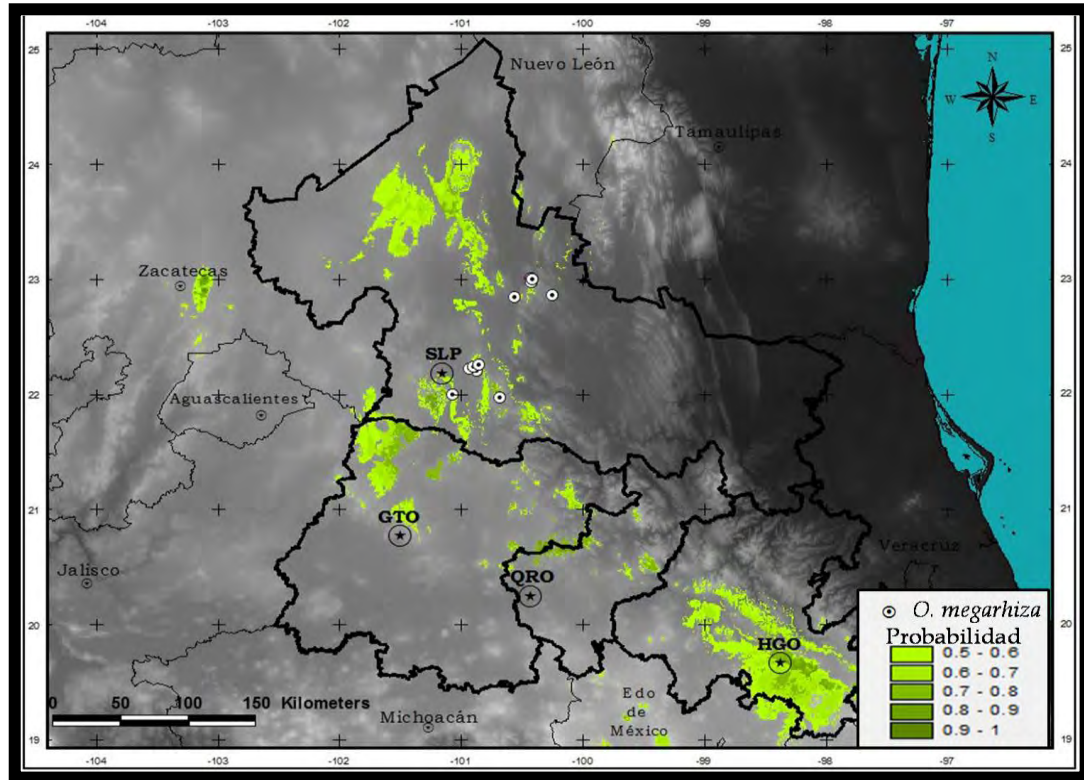 -104 -103 -102 -101 -100 -99 -98 -97
25 25
Nuevo León
N
W E
S
Tamaulipas
24 24
Zacatecas
23 23
SLP
22 22
Aguascalientes
21 21
GTO
Veracruz
Jalisco
QRO
O. megarhiza
Probabilidad
20 20
HGO
0.5 - 0.6
0.6 - 0.7
0.7 - 0.8
0.8 - 0.9
0.9 - 1
0 50 100 150 Kilometers
Michoacán
Edo
de
México
19 19
-104 -103 -102 -101 -100 -99 -98 -97